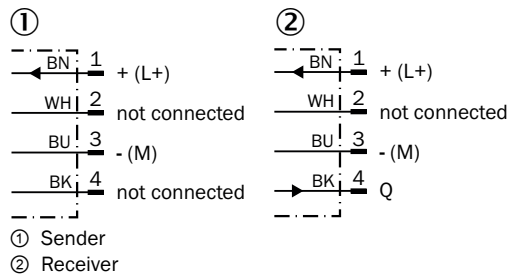 ① ②
BN 1 + (L+) BN 1 + (L+)
WH 2 not connected WH 2 not connected
BU 3 - (M) BU 3 - (M)
BK 4 not connected BK 4 Q
① Sender
② Receiver